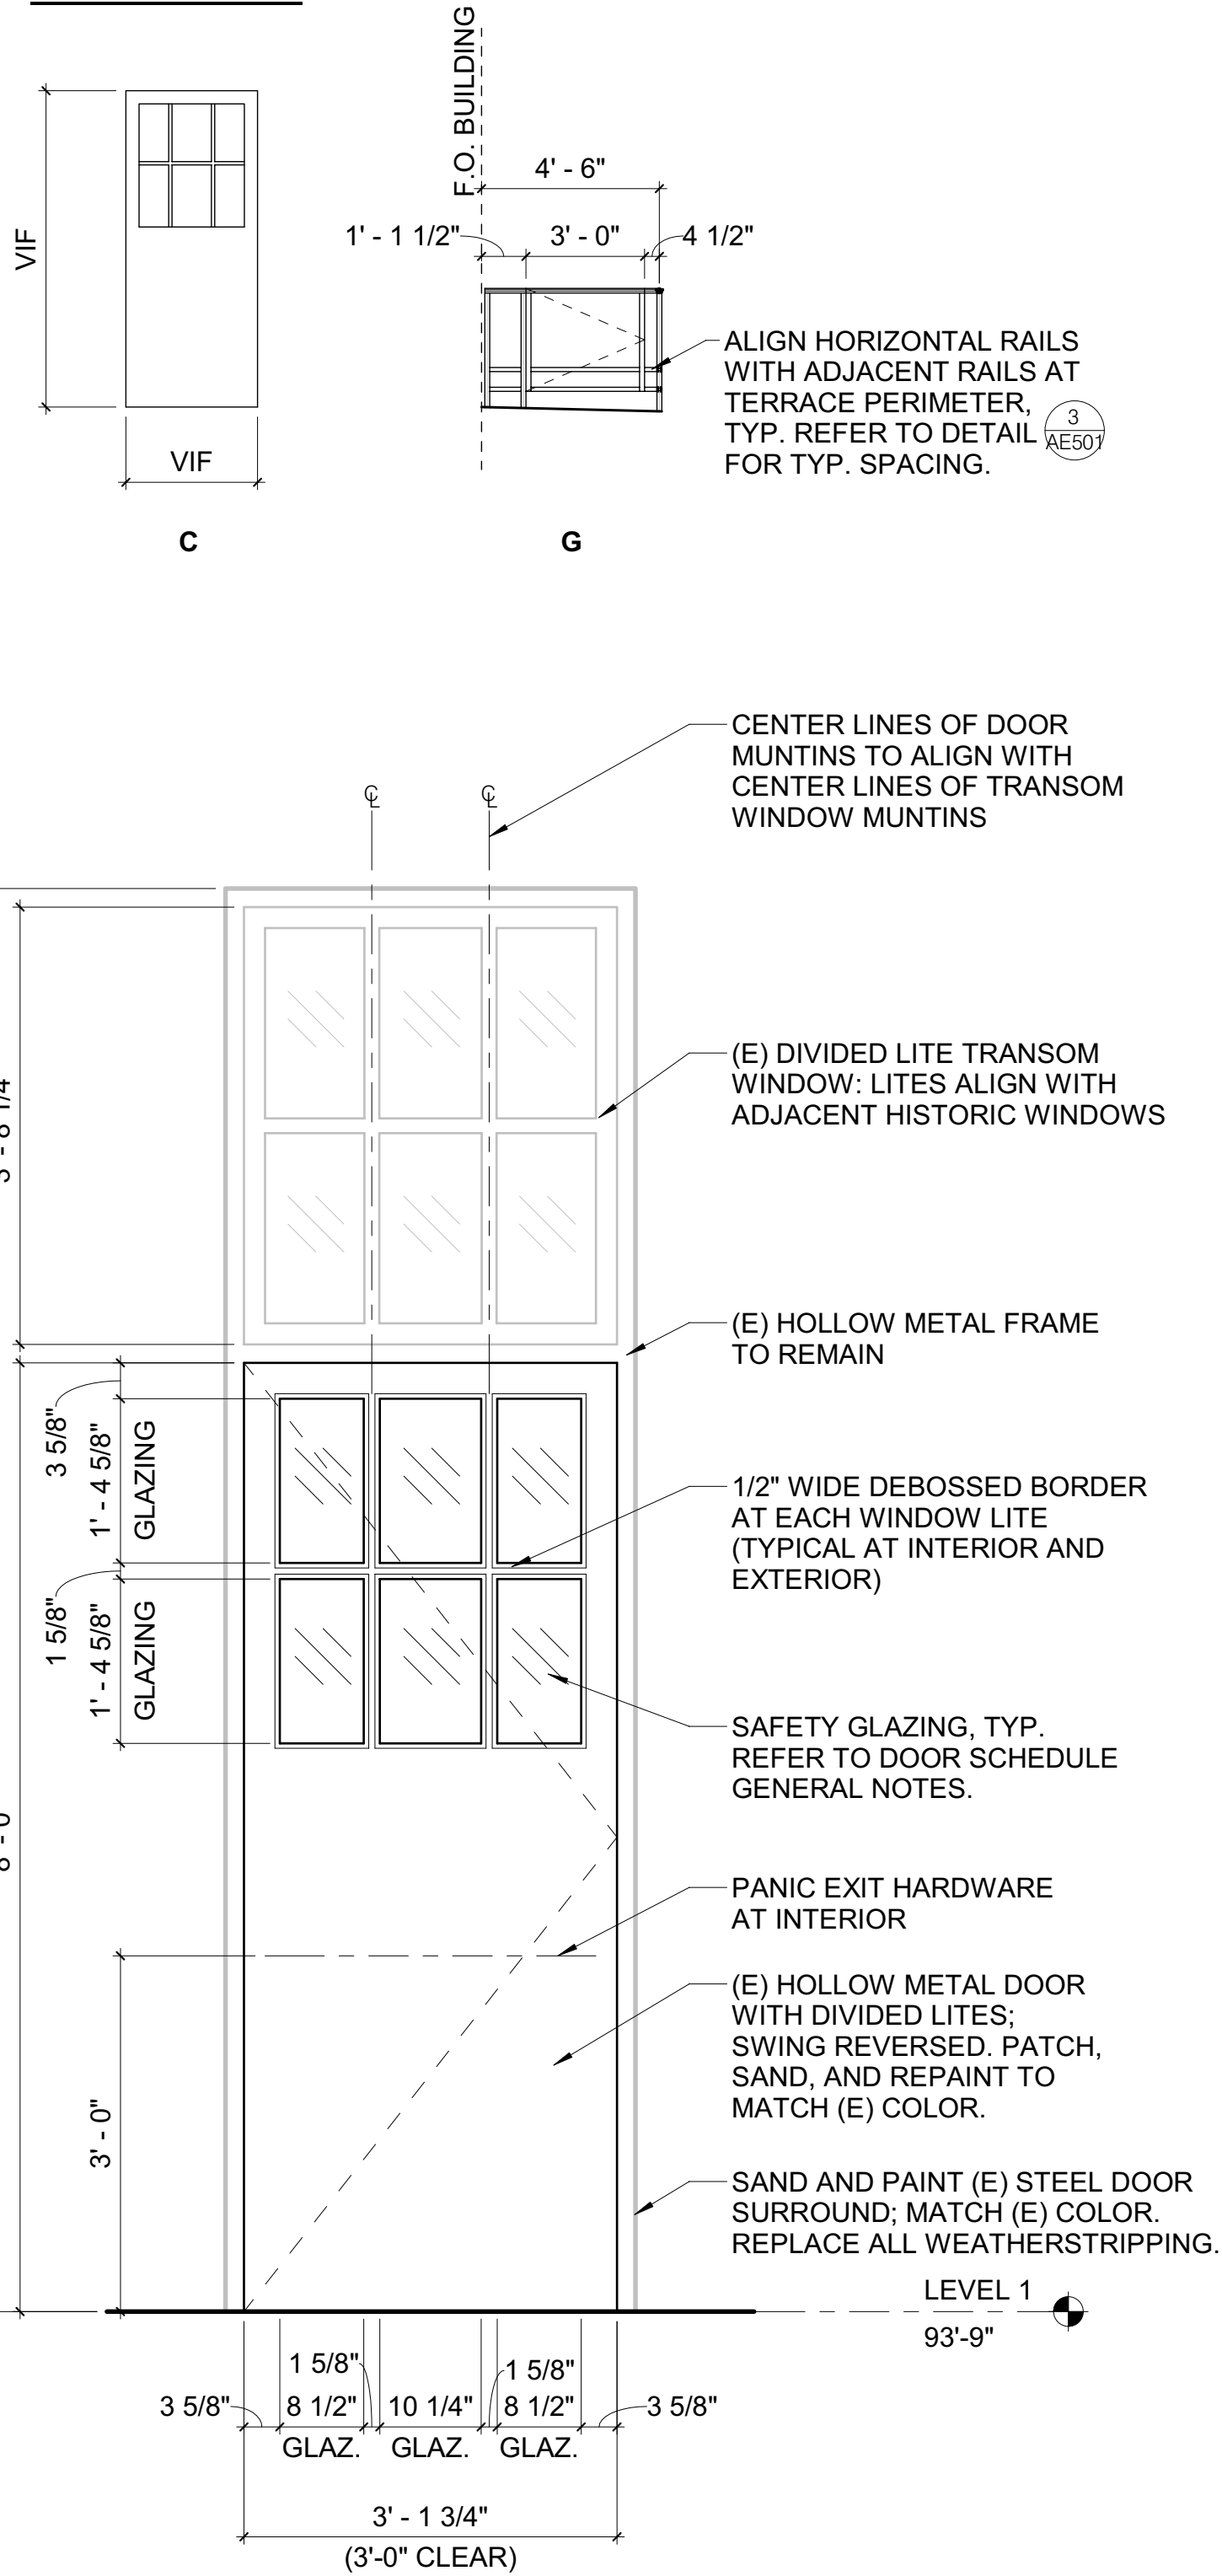 F.O. BUILDING
4' - 6"
1' - 1 1/2"
3' - 0"
4 1/2"
VIF
VIF
ALIGN HORIZONTAL RAILS
WITH ADJACENT RAILS AT
TERRACE PERIMETER,
TYP. REFER TO DETAIL
FOR TYP. SPACING.
3
AE501
C
G
CENTER LINES OF DOOR
MUNTINS TO ALIGN WITH
CENTER LINES OF TRANSOM
WINDOW MUNTINS
℄
℄
(E) DIVIDED LITE TRANSOM
WINDOW: LITES ALIGN WITH
ADJACENT HISTORIC WINDOWS
(E) HOLLOW METAL FRAME
TO REMAIN
3 5/8"
1' - 4 5/8"
GLAZING
1 5/8"
1' - 4 5/8"
GLAZING
1/2" WIDE DEBOSSED BORDER
AT EACH WINDOW LITE
(TYPICAL AT INTERIOR AND
EXTERIOR)
SAFETY GLAZING, TYP.
REFER TO DOOR SCHEDULE
GENERAL NOTES.
PANIC EXIT HARDWARE
AT INTERIOR
(E) HOLLOW METAL DOOR
WITH DIVIDED LITES;
SWING REVERSED. PATCH,
SAND, AND REPAINT TO
MATCH (E) COLOR.
3' - 0"
SAND AND PAINT (E) STEEL DOOR
SURROUND; MATCH (E) COLOR.
REPLACE ALL WEATHERSTRIPPING.
LEVEL 1
93'-9"
1 5/8"
1 5/8"
3 5/8"
8 1/2"
10 1/4"
8 1/2"
3 5/8"
GLAZ.
GLAZ.
GLAZ.
3' - 1 3/4"
(3'-0" CLEAR)